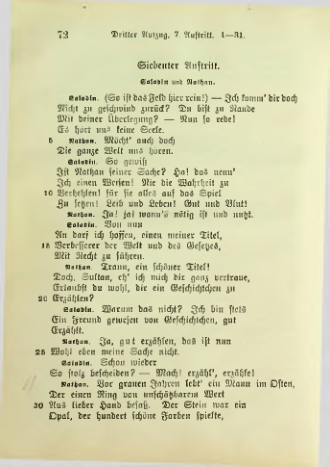 72 Dritter Aufzug, 7. Auftritt. 1—31.
Siebenter Auftritt.
Saladin und Nathan.
Saladin. (So ist das Feld hier rein!) — Ich komm' dir doch
Nicht zu geschwind zurück? Du bist zu Rande
Mit deiner Überlegung? — Nun so rede!
Es hört uns keine Seele.
5 Nathan. Möcht' auch doch
Die ganze Welt uns hören.
Saladin. So gewiß
Ist Nathan seiner Sache? Ha! das nenn'
Ich einen Weisen! Nie die Wahrheit zu
10 Verhehlen! für sie alles auf das Spiel
Zu setzen! Leib und Leben! Gut und Blut!
Nathan. Ja! ja! wann's nötig ist und nutzt.
Saladin. Von nun
An darf ich hoffen, einen meiner Titel,
15 Verbesserer der Welt und des Gesetzes,
Mit Recht zu führen.
Nathan. Traun, ein schöner Titel!
Doch, Sultan, eh' ich mich dir ganz vertraue,
Erlaubst du wohl, dir ein Geschichtchen zu
20 Erzählen?
Saladin. Warum das nicht? Ich bin stets
Ein Freund gewesen von Geschichtchen, gut
Erzählt.
Nathan. Ja, gut erzählen, das ist nun
25 Wohl eben meine Sache nicht.
Saladin. Schon wieder
So stolz bescheiden? — Mach! erzähl', erzähle!
Nathan. Vor grauen Jahren lebt' ein Mann im Osten,
Der einen Ring von unschätzbarem Wert
30 Aus lieber Hand besaß. Der Stein war ein
Opal, der hundert schöne Farben spielte,